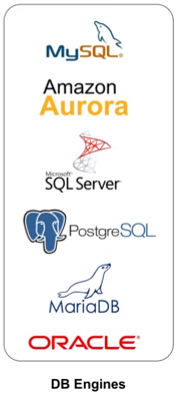 MySQL®
Amazon
Aurora
Microsoft®
SQL Server®
PostgreSQL
MariaDB
ORACLE®
DB Engines